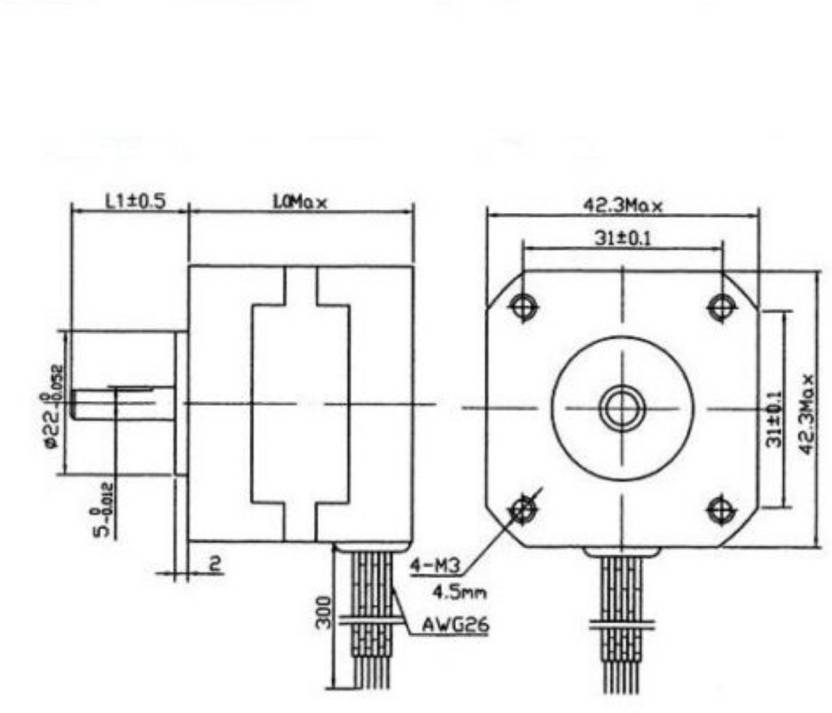 L1±0.5
L0Max
42.3Max
31±0.1
ø22 0 -0.052
5 0 -0.012
2
300
4-M3
4.5mm
AWG26
31±0.1
42.3Max